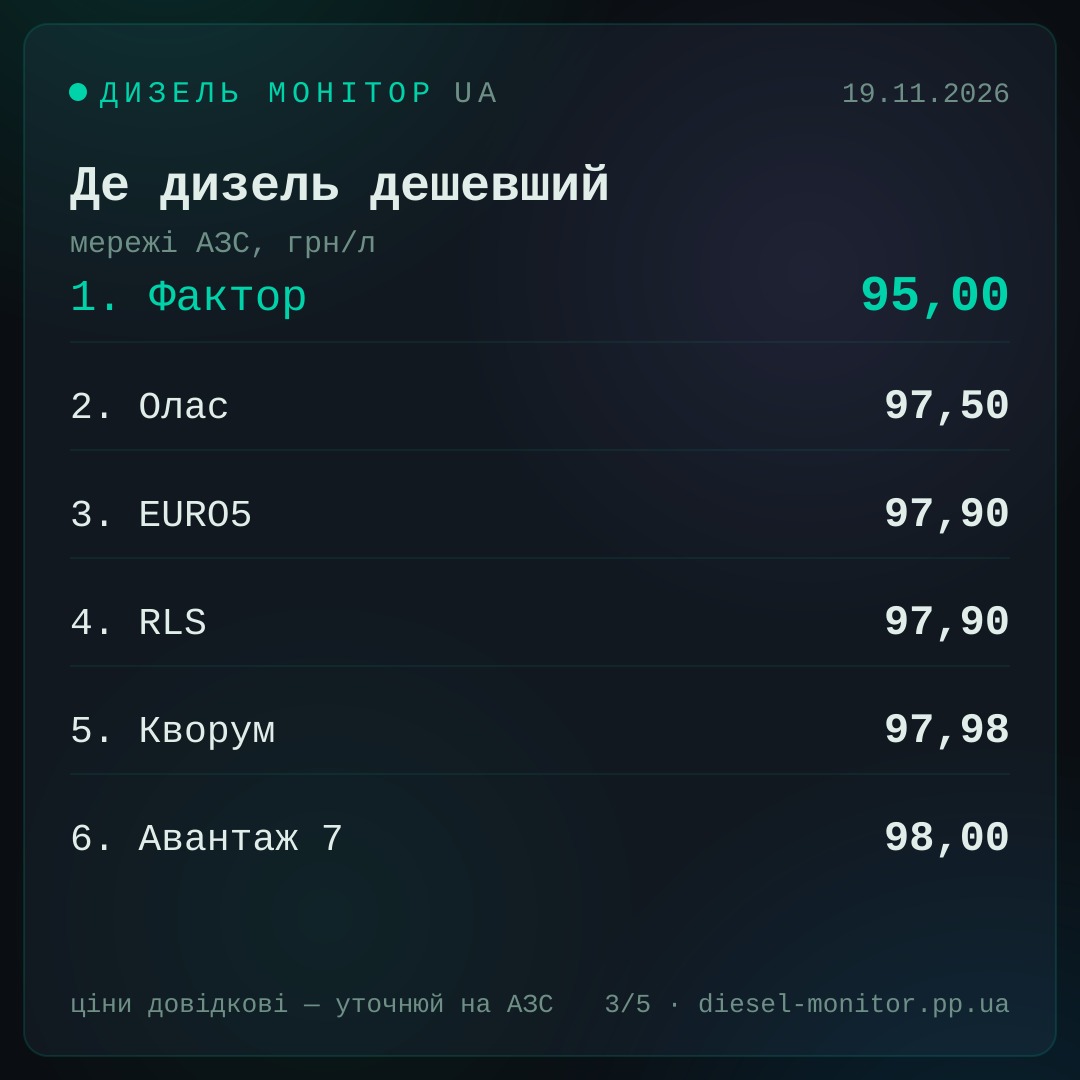 ДИЗЕЛЬ МОНІТОР UA 19.11.2026
Де дизель дешевший
мережі АЗС, грн/л
1. Фактор 95,00
2. Олас 97,50
3. EURO5 97,90
4. RLS 97,90
5. Кворум 97,98
6. Авантаж 7 98,00
ціни довідкові — уточнюй на АЗС 3/5 · diesel-monitor.pp.ua